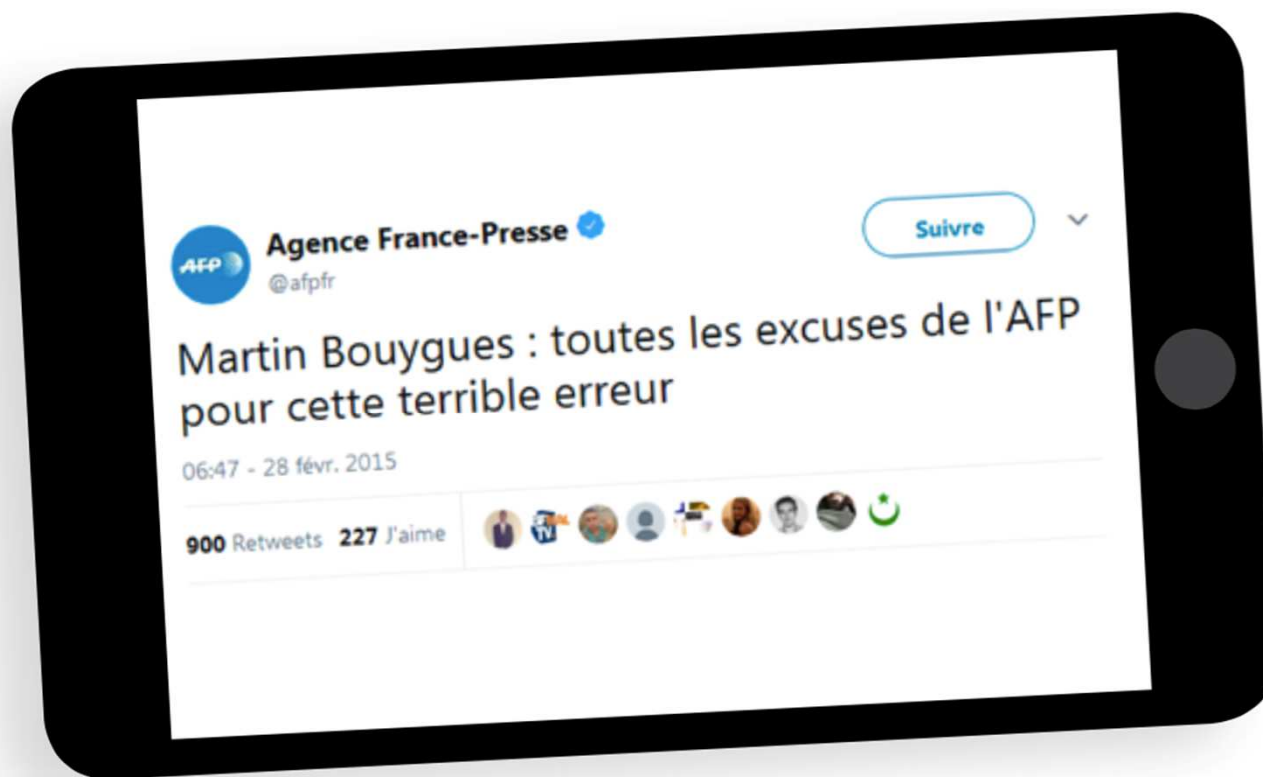 AFP
Agence France-Presse
@afpfr
Suivre
Martin Bouygues : toutes les excuses de l'AFP
pour cette terrible erreur
06:47 - 28 févr. 2015
900 Retweets 227 J'aime